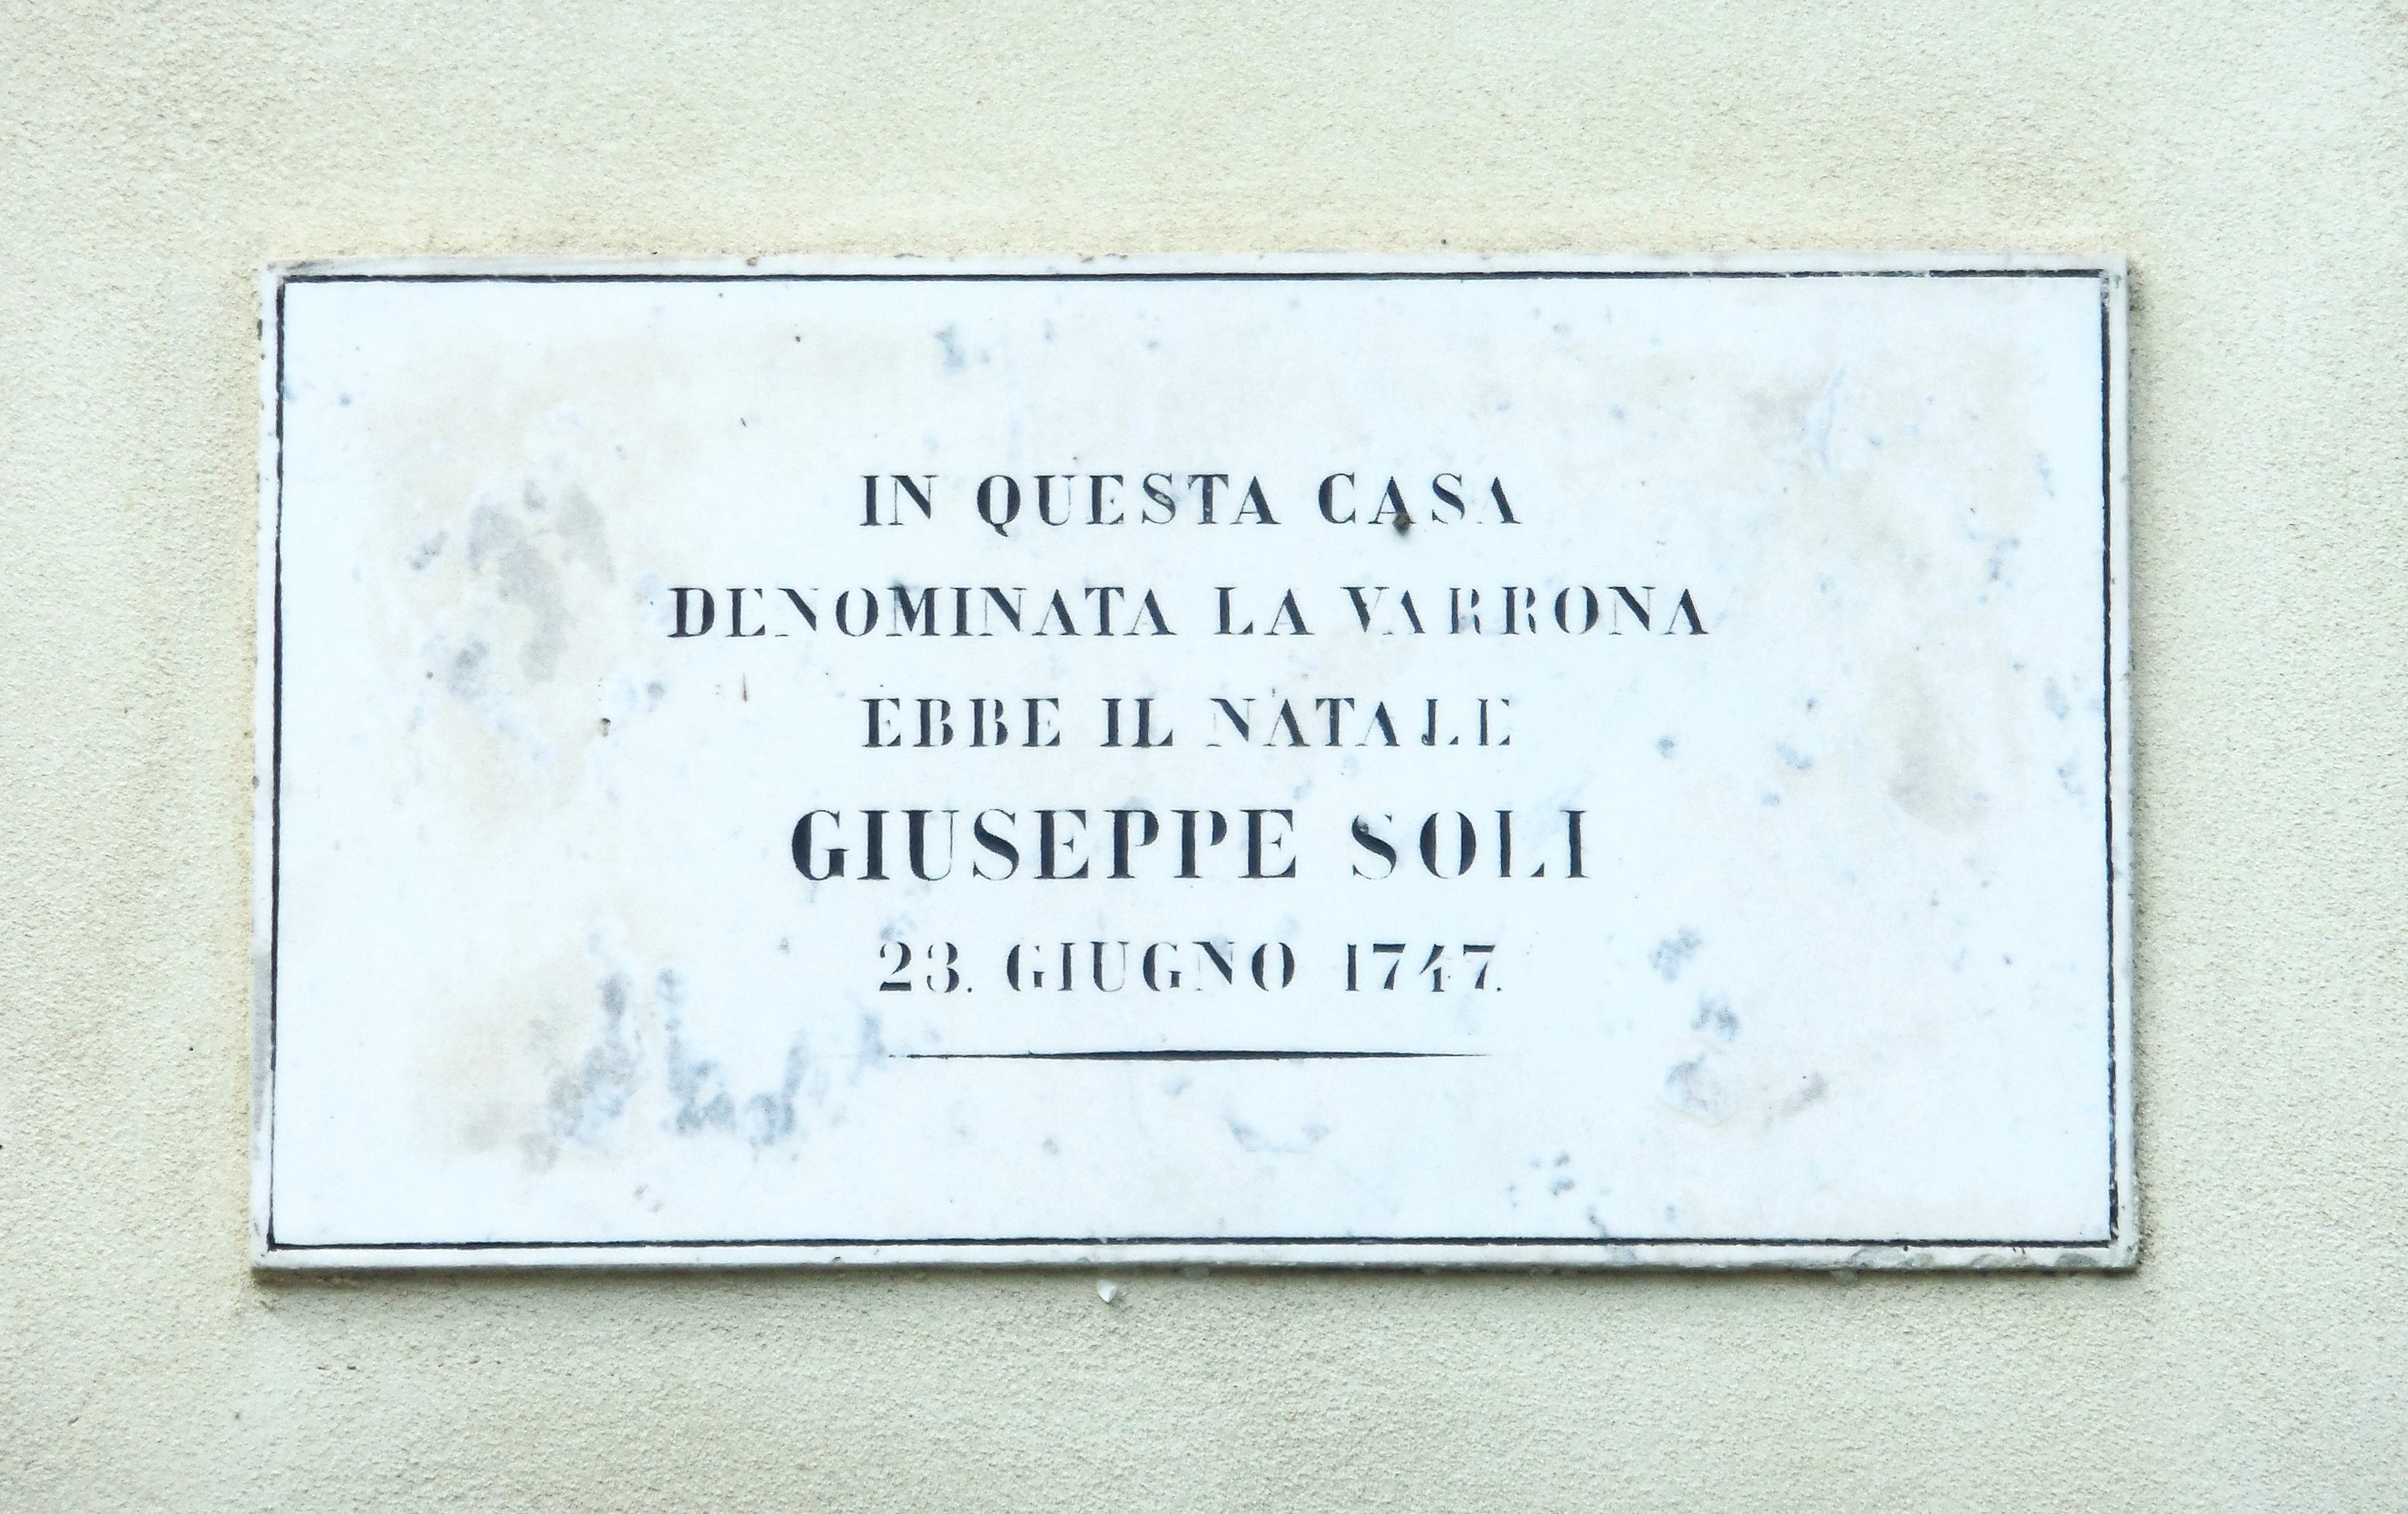 IN QUESTA CASA
DENOMINATA LA VARRONA
EBBE IL NATALE
GIUSEPPE SOLI
23. GIUGNO 1747.